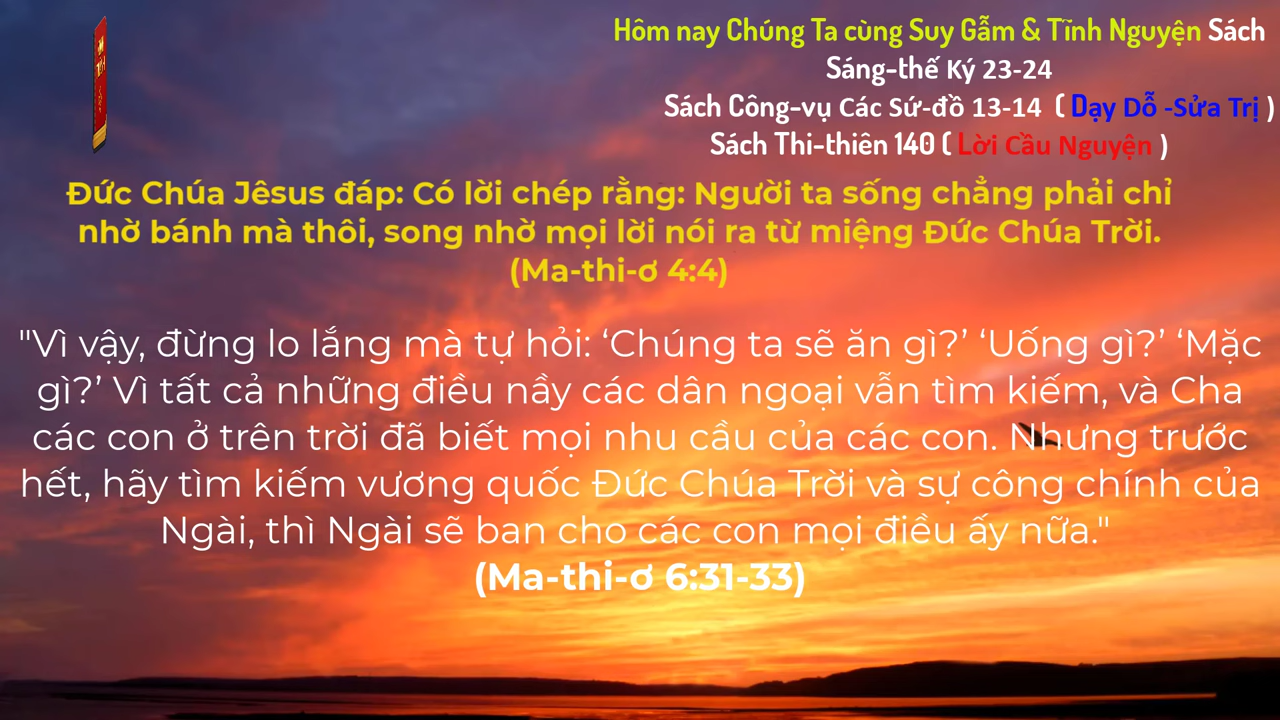 Hôm nay Chúng Ta cùng Suy Gẫm & Tĩnh Nguyện Sách
Sáng-thế Ký 23-24
Sách Công-vụ Các Sứ-đồ 13-14 ( Dạy Dỗ -Sửa Trị )
Sách Thi-thiên 140 ( Lời Cầu Nguyện )
Đức Chúa Jêsus đáp: Có lời chép rằng: Người ta sống chẳng phải chỉ
nhờ bánh mà thôi, song nhờ mọi lời nói ra từ miệng Đức Chúa Trời.
(Ma-thi-ơ 4:4)
"Vì vậy, đừng lo lắng mà tự hỏi: ‘Chúng ta sẽ ăn gì?’ ‘Uống gì?’ ‘Mặc
gì?’ Vì tất cả những điều nầy các dân ngoại vẫn tìm kiếm, và Cha
các con ở trên trời đã biết mọi nhu cầu của các con. Nhưng trước
hết, hãy tìm kiếm vương quốc Đức Chúa Trời và sự công chính của
Ngài, thì Ngài sẽ ban cho các con mọi điều ấy nữa."
(Ma-thi-ơ 6:31-33)